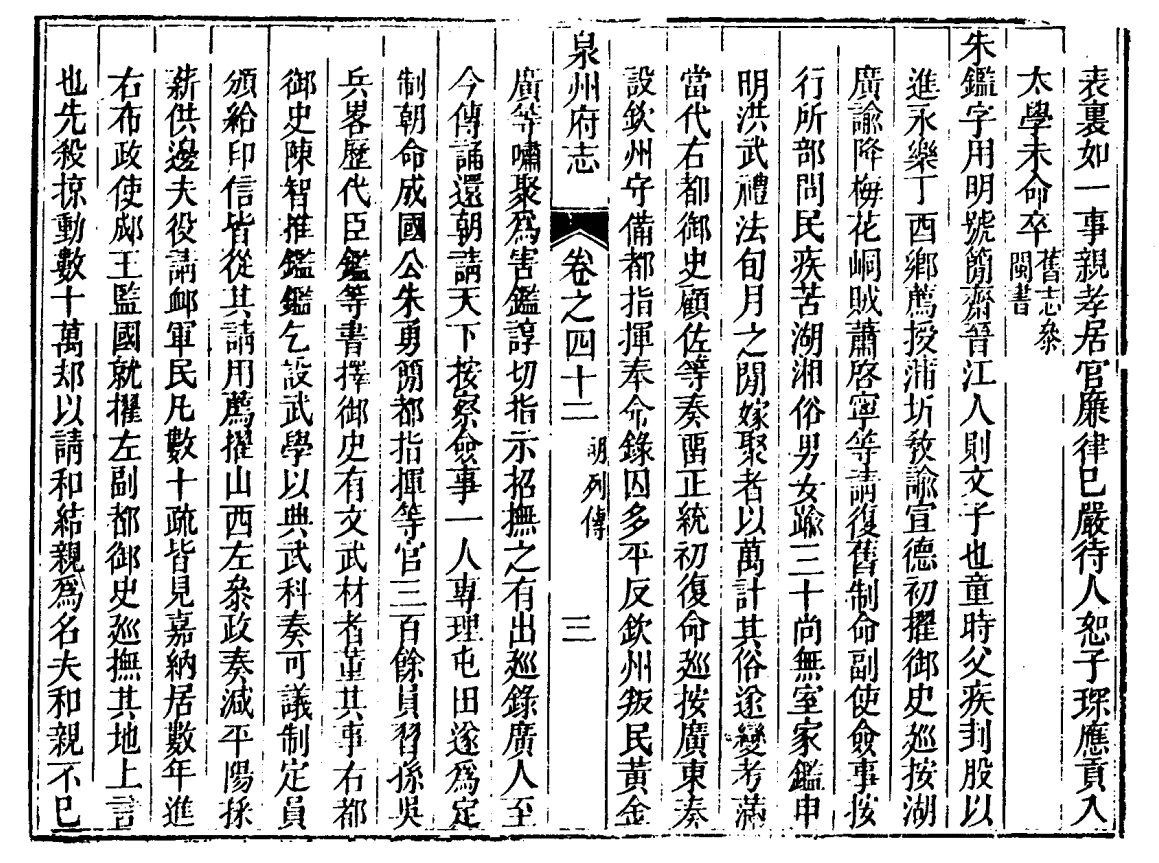 表裏如一事親孝居官廉律巳嚴待人恕子琛應貢入
太學未命卒舊志叅閩書
朱鑑字用明號簡齋晉江人則文子也童時父疾刲股以
進永樂丁酉鄉薦授蒲圻敎諭宣德初擢御史廵按湖
廣諭降梅花峒賊蕭啓寧等請復舊制命副使僉事按
行所部問民疾苦湖湘俗男女踰三十尚無室家鑑申
明洪武禮法旬月之閒嫁聚者以萬計其俗遂變考滿
當代右都御史顧佐等奏畱正統初復命廵按廣東奏
設欽州守備都指揮奉命錄囚多平反欽州叛民黃金
泉州府志 卷之四十二 明列傳 三
廣等嘯聚爲害鑑諄切指示招撫之有出廵錄廣人至
今傳誦還朝請天下按察僉事一人專理屯田遂爲定
制朝命成國公朱勇簡都指揮等官三百餘員習孫吳
兵畧歷代臣鑑等書擇御史有文武材者董其事右都
御史陳智推鑑鑑乞設武學以典武科奏可議制定員
頒給印信皆從其請用薦擢山西左叅政奏减平陽採
薪供邊夫役請衈軍民凡數十疏皆見嘉納居數年進
右布政使郕王監國就擢左副都御史廵撫其地上言
也先殺掠動數十萬却以請和結親爲名夫和親不巳